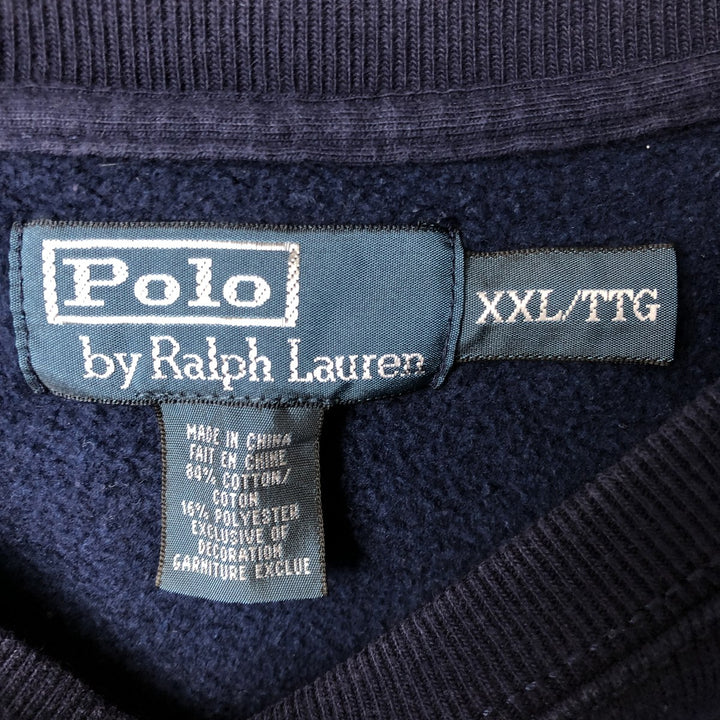 Polo
by Ralph Lauren
XXL/TTG
MADE IN CHINA
FAIT EN CHINE
84% COTTON/
COTON
16% POLYESTER
EXCLUSIVE OF
DECORATION
GARNITURE EXCLUE